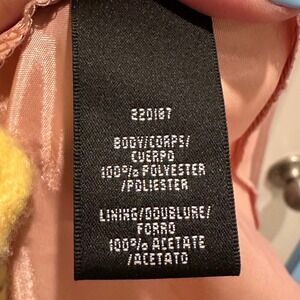 220187
BODY/CORPS/
CUERPO
100% POLYESTER
/POLIESTER
LINING/DOUBLURE/
FORRO
100% ACETATE
/ACETATO